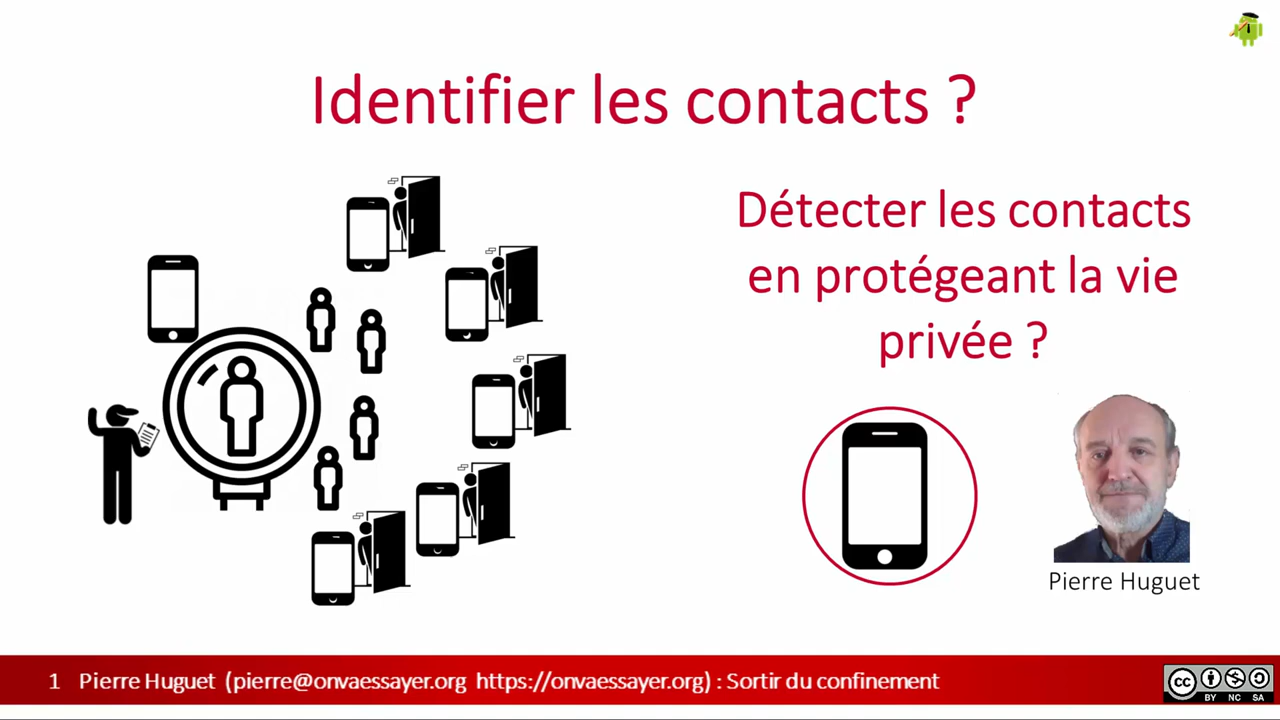 Identifier les contacts ?
Détecter les contacts
en protégeant la vie
privée ?
Pierre Huguet
1 Pierre Huguet (pierre@onvaessayer.org https://onvaessayer.org) : Sortir du confinement
cc
BY NC SA